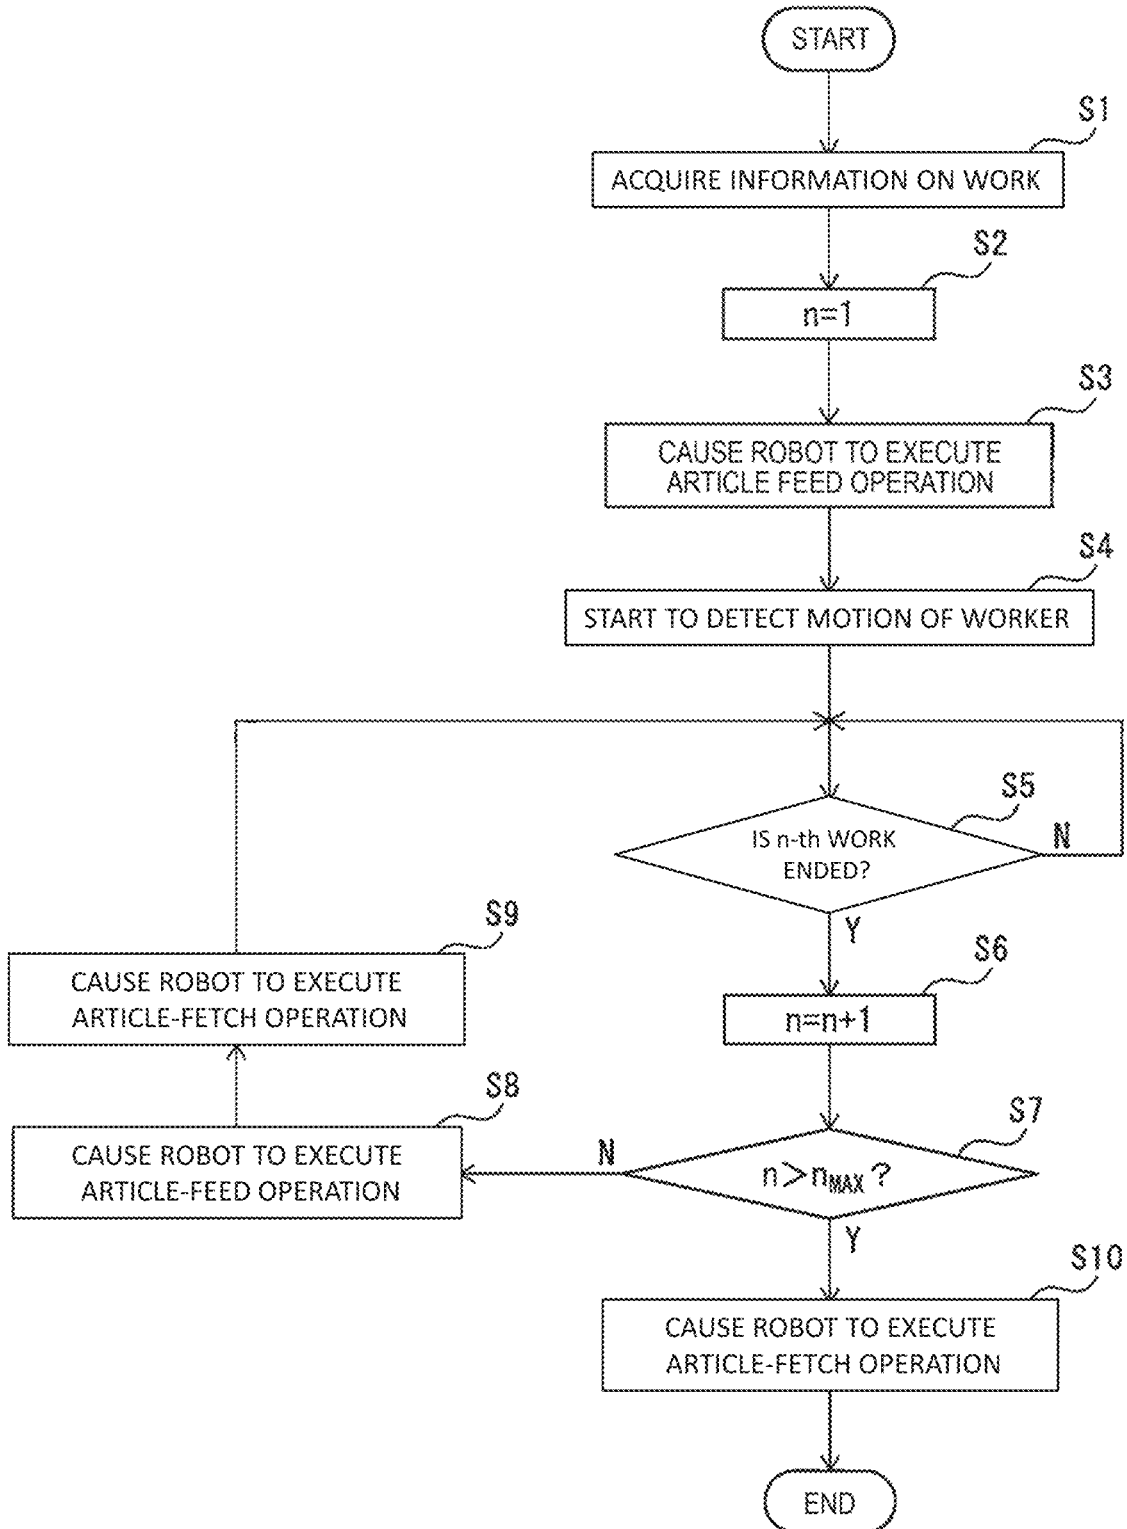 START
S1
ACQUIRE INFORMATION ON WORK
S2
n=1
S3
CAUSE ROBOT TO EXECUTE
ARTICLE FEED OPERATION
S4
START TO DETECT MOTION OF WORKER
S5
IS n-th WORK
ENDED?
N
Y
S9
CAUSE ROBOT TO EXECUTE
ARTICLE-FETCH OPERATION
S6
n=n+1
S8
CAUSE ROBOT TO EXECUTE
ARTICLE-FEED OPERATION
N
S7
n>nMAX?
Y
S10
CAUSE ROBOT TO EXECUTE
ARTICLE-FETCH OPERATION
END